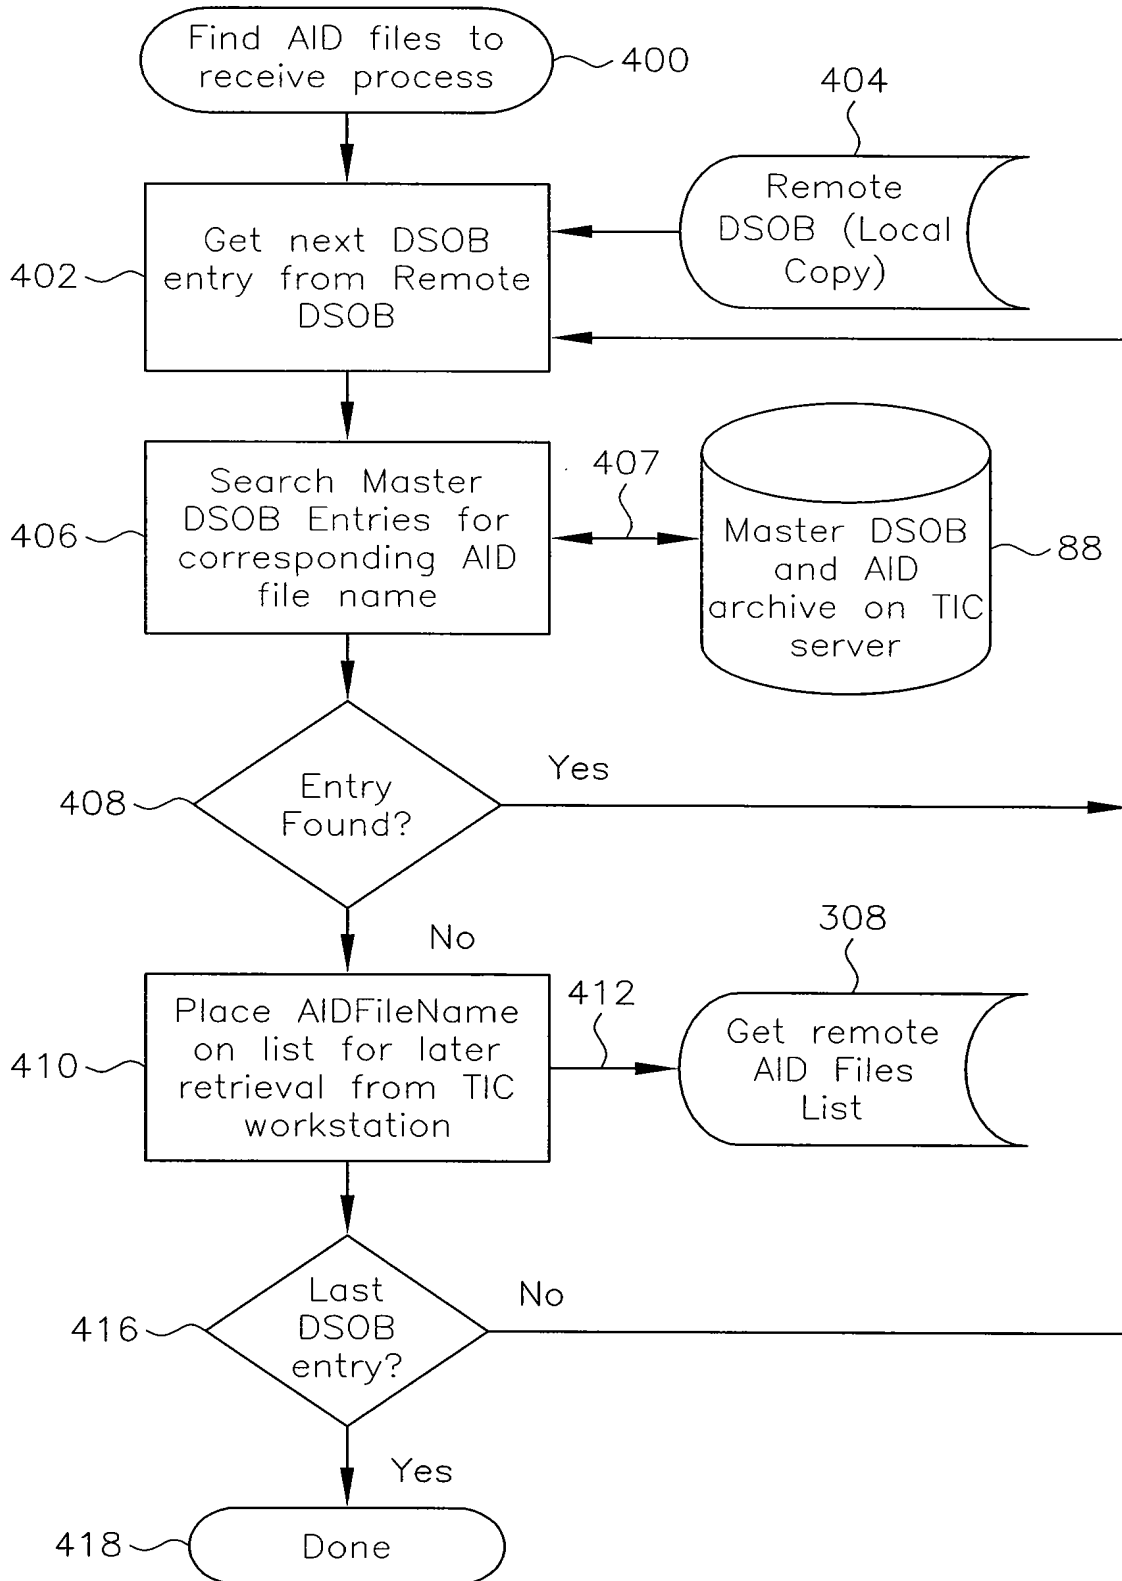 Find AID files to
receive process
400
404
Remote
DSOB (Local
Copy)
Get next DSOB
entry from Remote
DSOB
402
Search Master
DSOB Entries for
corresponding AID
file name
406
407
Master DSOB
and AID
archive on TIC
server
88
Entry
Found?
408
Yes
No
308
Place AIDFileName
on list for later
retrieval from TIC
workstation
410
412
Get remote
AID Files
List
Last
DSOB
entry?
416
No
Yes
Done
418